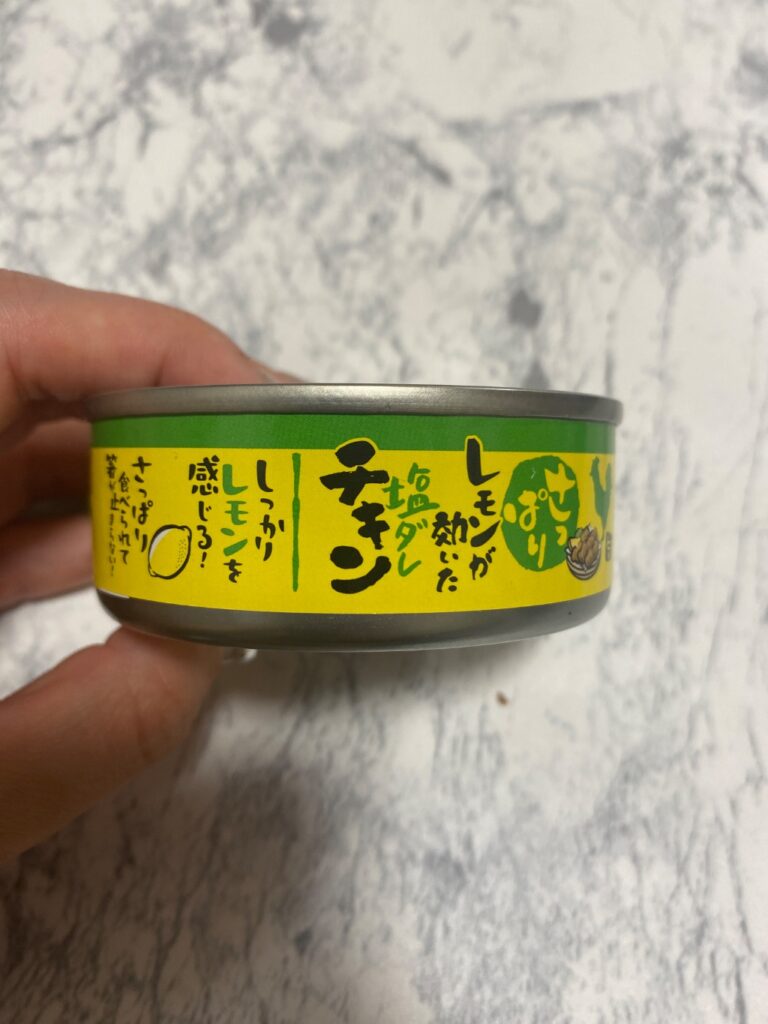 さっ
ぱり
レモンが
効いた
塩ダレ
チキン
しっかり
レモンを
感じる!
さっぱり
食べられて
箸が止まらない!